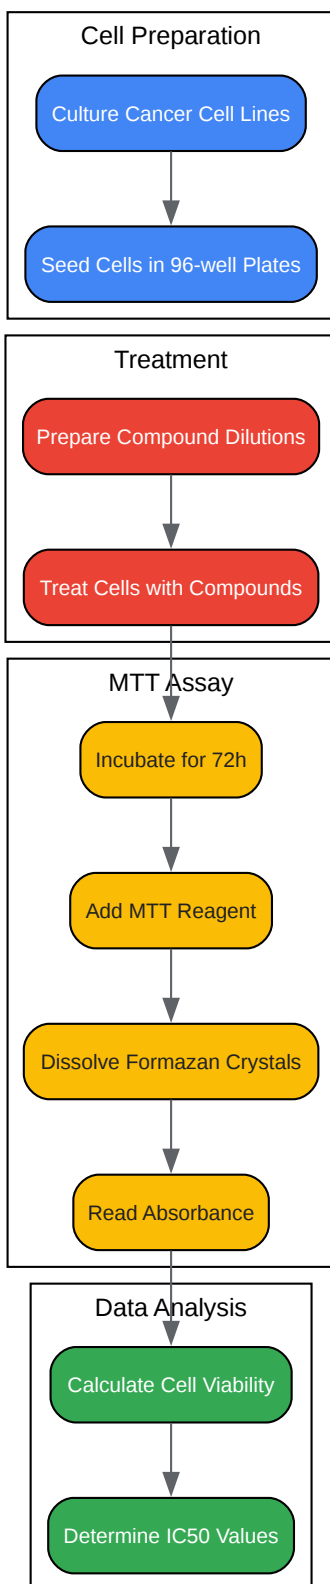 Cell Preparation
Culture Cancer Cell Lines
Seed Cells in 96-well Plates
Treatment
Prepare Compound Dilutions
Treat Cells with Compounds
MTT Assay
Incubate for 72h
Add MTT Reagent
Dissolve Formazan Crystals
Read Absorbance
Data Analysis
Calculate Cell Viability
Determine IC50 Values